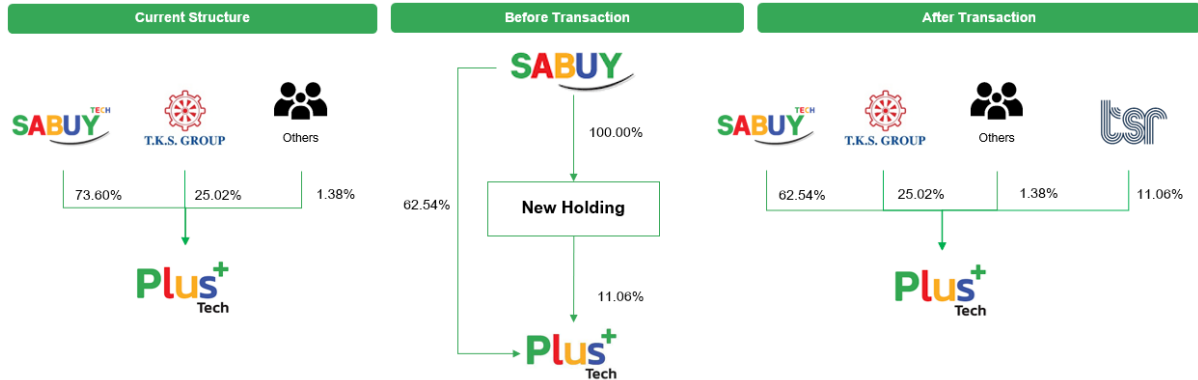 Current Structure
SABUY TECH
T.K.S. GROUP
Others
73.60%
25.02%
1.38%
Plus+
Tech
Before Transaction
SABUY
100.00%
62.54%
New Holding
11.06%
Plus+
Tech
After Transaction
SABUY TECH
T.K.S. GROUP
Others
tsr
62.54%
25.02%
1.38%
11.06%
Plus+
Tech